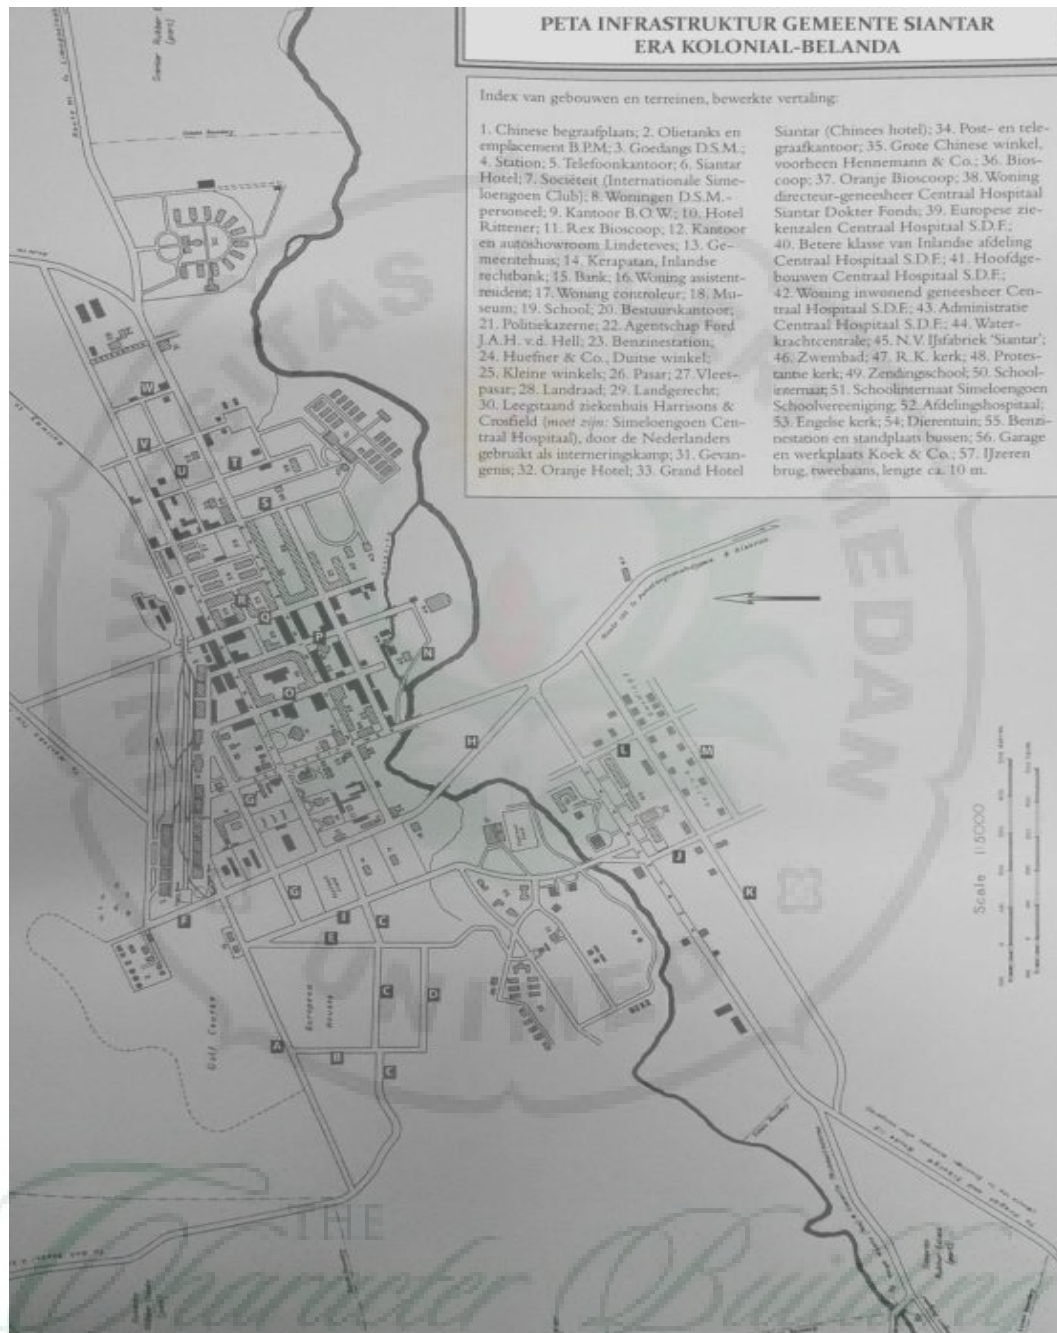 PETA INFRASTRUKTUR GEMEENTE SIANTAR
ERA KOLONIAL-BELANDA
Index van gebouwen en terreinen, bewerkte vertaling:
1. Chinese begraafplaats; 2. Olietanks en
emplacement B.P.M; 3. Goedangs D.S.M.;
4. Station; 5. Telefoonkantoor; 6. Siantar
Hotel; 7. Sociëteit (Internationale Sime-
loengoen Club); 8. Woningen D.S.M.-
personeel; 9. Kantoor B.O.W.; 10. Hotel
Rittener; 11. Rex Bioscoop; 12. Kantoor
en autoshowroom Lindeteves; 13. Ge-
meentehuis; 14. Kerapatan, Inlandse
rechtbank; 15. Bank; 16. Woning assistent-
resident; 17. Woning controleur; 18. Mu-
seum; 19. School; 20. Bestuurskantoor;
21. Politiekazerne; 22. Agentschap Ford
J.A.H. v.d. Hell; 23. Benzinestation;
24. Huefner & Co., Duitse winkel;
25. Kleine winkels; 26. Pasar; 27. Vlees-
pasar; 28. Landraad; 29. Landgerecht;
30. Leegstaand ziekenhuis Harrisons &
Crosfield (moet zijn: Simeloengoen Cen-
traal Hospitaal), door de Nederlanders
gebruikt als interneringskamp; 31. Gevan-
genis; 32. Oranje Hotel; 33. Grand Hotel
Siantar (Chinees hotel); 34. Post- en tele-
graafkantoor; 35. Grote Chinese winkel,
voorheen Hennemann & Co.; 36. Bios-
coop; 37. Oranje Bioscoop; 38. Woning
directeur-geneesheer Centraal Hospitaal
Siantar Dokter Fonds; 39. Europese zie-
kenzalen Centraal Hospitaal S.D.F.;
40. Betere klasse van Inlandse afdeling
Centraal Hospitaal S.D.F.; 41. Hoofdge-
bouwen Centraal Hospitaal S.D.F.;
42. Woning inwonend geneesheer Cen-
traal Hospitaal S.D.F.; 43. Administratie
Centraal Hospitaal S.D.F.; 44. Water-
krachtcentrale; 45. N.V. IJsfabriek 'Siantar';
46. Zwembad; 47. R.K. kerk; 48. Protes-
tantse kerk; 49. Zendingsschool; 50. School-
internaat; 51. Schoolinternaat Simeloengoen
Schoolvereeniging; 52. Afdelingshospitaal;
53. Engelse kerk; 54; Dierentuin; 55. Benzi-
nestation en standplaats bussen; 56. Garage
en werkplaats Koek & Co.; 57. IJzeren
brug, tweebaans, lengte ca. 10 m.
W
V
U
T
S
R
Q
P
O
N
H
L
M
G
J
K
G
I
C
F
E
C
D
A
B
C
Golf Course
European Houses
Scale 1:5000
UNIVERSITAS
NEGERI
MEDAN
UNIMED
THE
Character Building